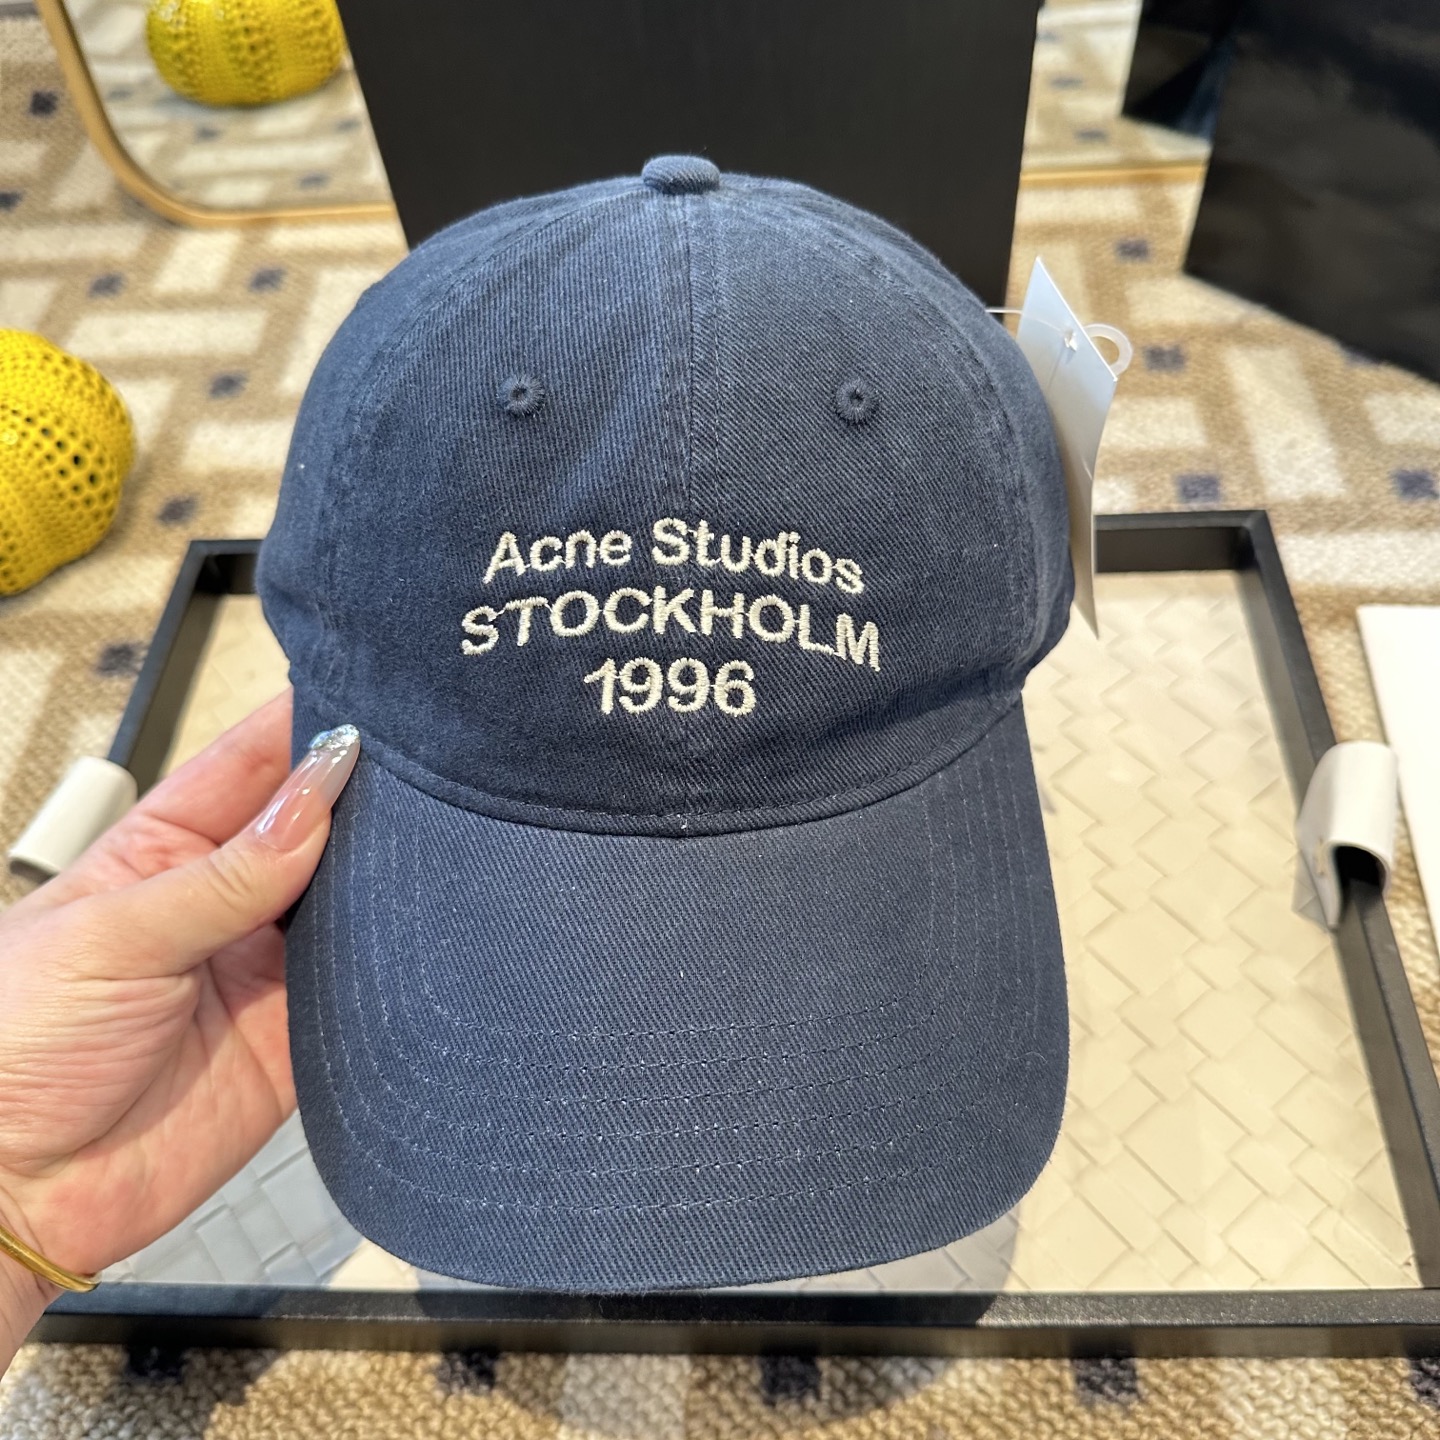 Acne Studios
STOCKHOLM
1996